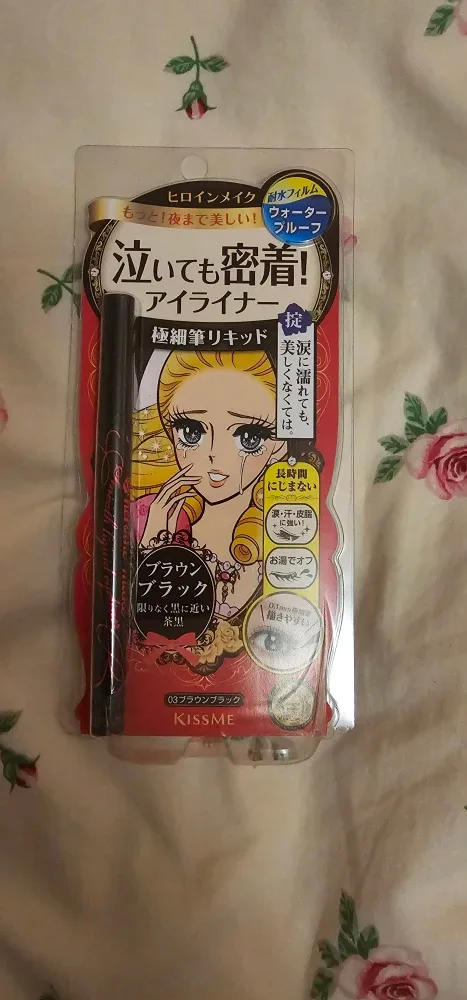 ヒロインメイク
もっと!夜まで美しい!
耐水フィルム
ウォーター
プルーフ
泣いても密着!
アイライナー
極細筆リキッド
掟
涙に濡れても、
美しくなくては。
長時間
にじまない
涙・汗・皮脂
に強い!
お湯でオフ
0.1mm
描きやすい
ブラウン
ブラック
限りなく黒に近い
茶黒
03ブラウンブラック
KISSME